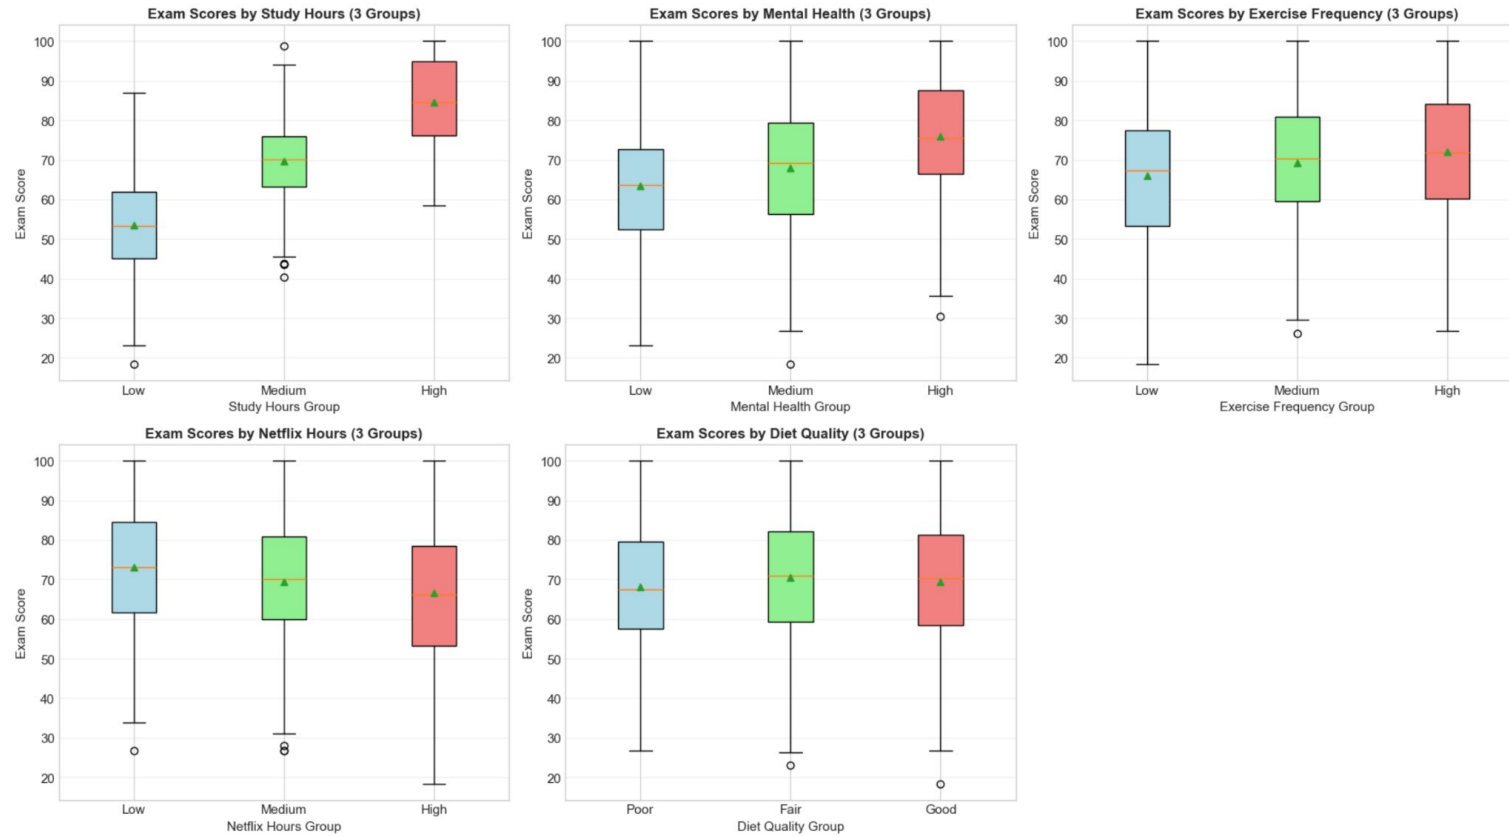 Exam Scores by Study Hours (3 Groups)
100
90
80
70
60
50
40
30
20
Exam Score
Low Medium High
Study Hours Group
Exam Scores by Mental Health (3 Groups)
100
90
80
70
60
50
40
30
20
Exam Score
Low Medium High
Mental Health Group
Exam Scores by Exercise Frequency (3 Groups)
100
90
80
70
60
50
40
30
20
Exam Score
Low Medium High
Exercise Frequency Group
Exam Scores by Netflix Hours (3 Groups)
100
90
80
70
60
50
40
30
20
Exam Score
Low Medium High
Netflix Hours Group
Exam Scores by Diet Quality (3 Groups)
100
90
80
70
60
50
40
30
20
Exam Score
Poor Fair Good
Diet Quality Group